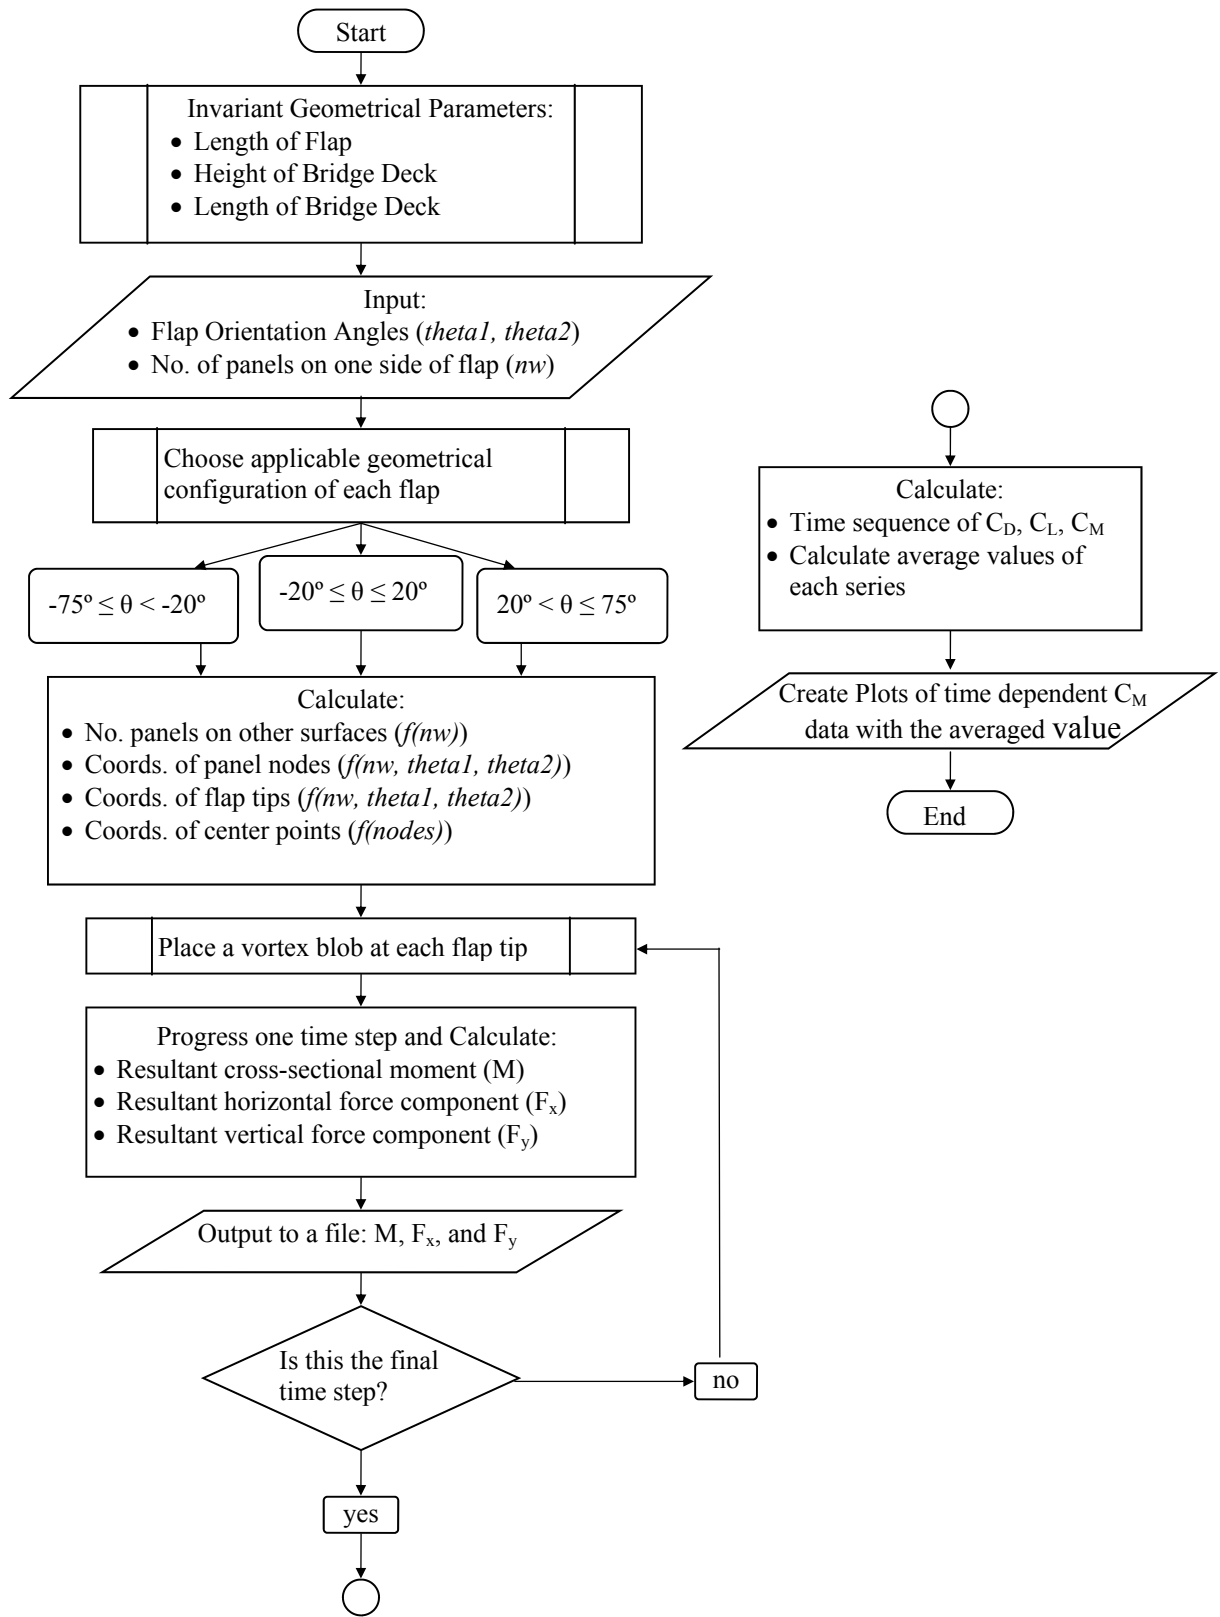 Start
Invariant Geometrical Parameters:
• Length of Flap
• Height of Bridge Deck
• Length of Bridge Deck
Input:
• Flap Orientation Angles (theta1, theta2)
• No. of panels on one side of flap (nw)
Choose applicable geometrical
configuration of each flap
-75º ≤ θ < -20º
-20º ≤ θ ≤ 20º
20º < θ ≤ 75º
Calculate:
• No. panels on other surfaces (f(nw))
• Coords. of panel nodes (f(nw, theta1, theta2))
• Coords. of flap tips (f(nw, theta1, theta2))
• Coords. of center points (f(nodes))
Place a vortex blob at each flap tip
Progress one time step and Calculate:
• Resultant cross-sectional moment (M)
• Resultant horizontal force component (Fx)
• Resultant vertical force component (Fy)
Output to a file: M, Fx, and Fy
Is this the final
time step?
no
yes
Calculate:
• Time sequence of CD, CL, CM
• Calculate average values of
each series
Create Plots of time dependent CM
data with the averaged value
End